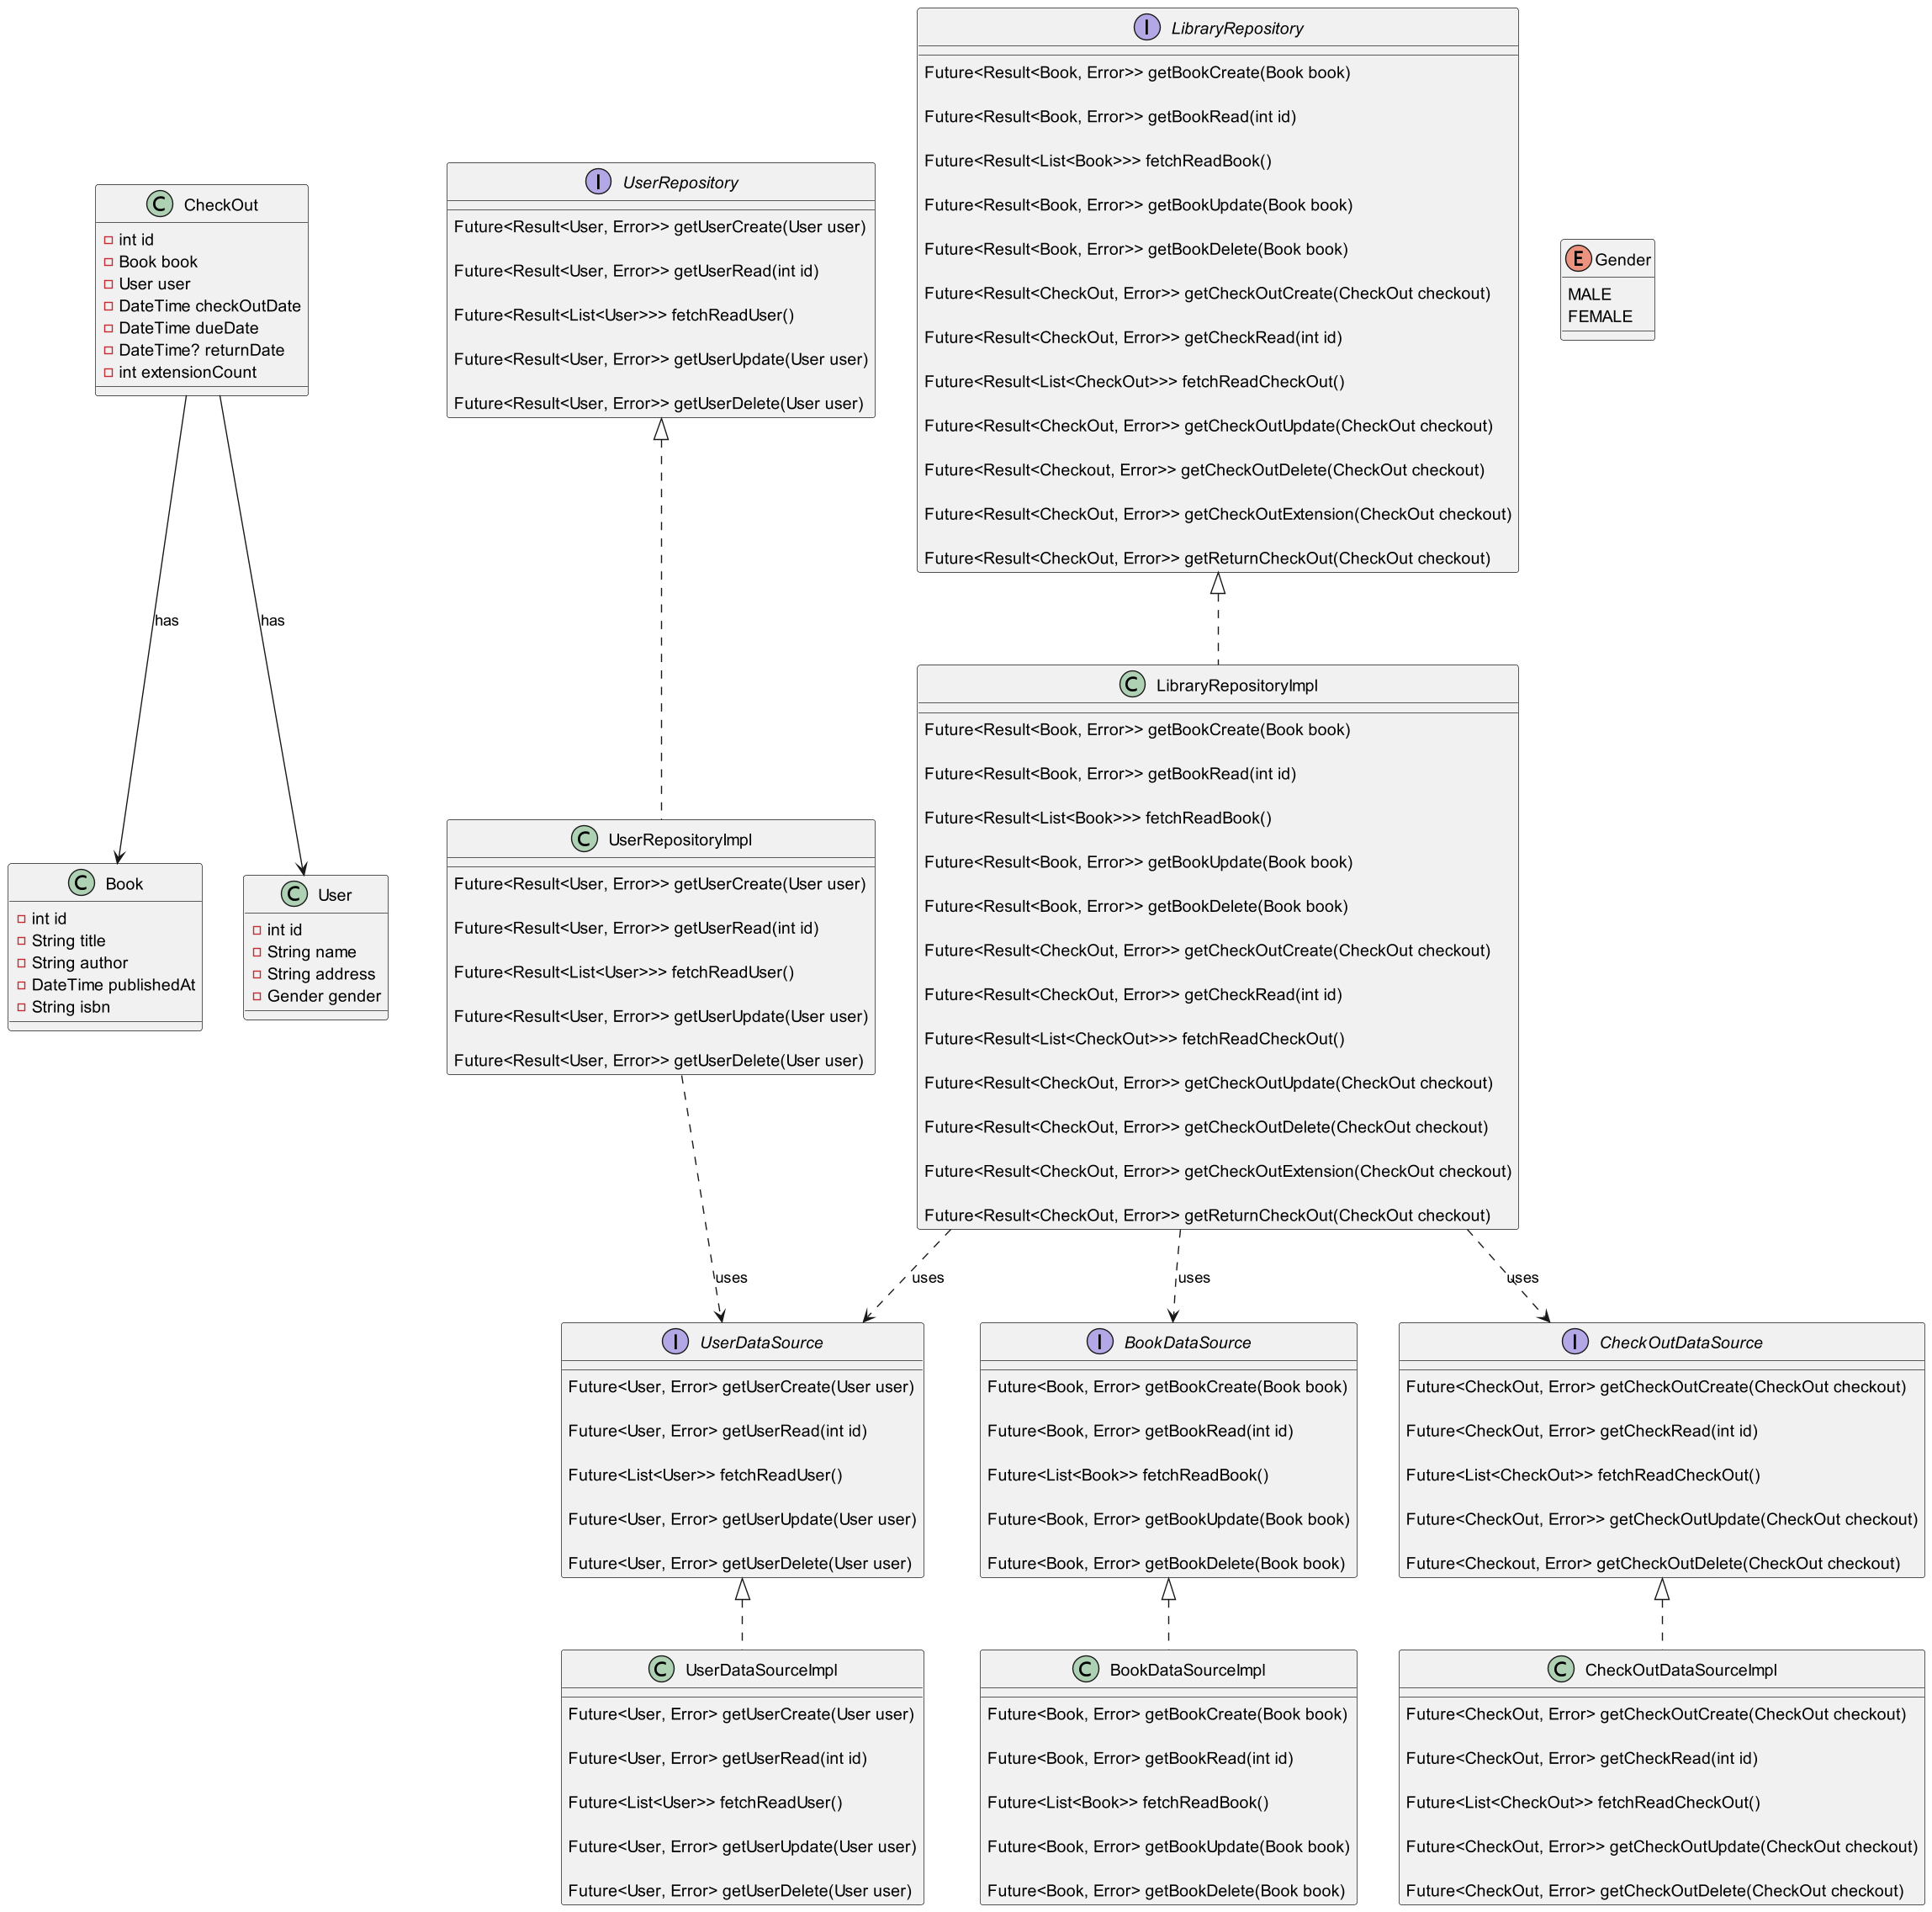 CheckOut
int id
Book book
User user
DateTime checkOutDate
DateTime dueDate
DateTime? returnDate
int extensionCount
has
has
Book
int id
String title
String author
DateTime publishedAt
String isbn
User
int id
String name
String address
Gender gender
UserRepository
Future<Result<User, Error>> getUserCreate(User user)
Future<Result<User, Error>> getUserRead(int id)
Future<Result<List<User>>> fetchReadUser()
Future<Result<User, Error>> getUserUpdate(User user)
Future<Result<User, Error>> getUserDelete(User user)
LibraryRepository
Future<Result<Book, Error>> getBookCreate(Book book)
Future<Result<Book, Error>> getBookRead(int id)
Future<Result<List<Book>>> fetchReadBook()
Future<Result<Book, Error>> getBookUpdate(Book book)
Future<Result<Book, Error>> getBookDelete(Book book)
Future<Result<CheckOut, Error>> getCheckOutCreate(CheckOut checkout)
Future<Result<CheckOut, Error>> getCheckRead(int id)
Future<Result<List<CheckOut>>> fetchReadCheckOut()
Future<Result<CheckOut, Error>> getCheckOutUpdate(CheckOut checkout)
Future<Result<Checkout, Error>> getCheckOutDelete(CheckOut checkout)
Future<Result<CheckOut, Error>> getCheckOutExtension(CheckOut checkout)
Future<Result<CheckOut, Error>> getReturnCheckOut(CheckOut checkout)
Gender
MALE
FEMALE
UserRepositoryImpl
Future<Result<User, Error>> getUserCreate(User user)
Future<Result<User, Error>> getUserRead(int id)
Future<Result<List<User>>> fetchReadUser()
Future<Result<User, Error>> getUserUpdate(User user)
Future<Result<User, Error>> getUserDelete(User user)
LibraryRepositoryImpl
Future<Result<Book, Error>> getBookCreate(Book book)
Future<Result<Book, Error>> getBookRead(int id)
Future<Result<List<Book>>> fetchReadBook()
Future<Result<Book, Error>> getBookUpdate(Book book)
Future<Result<Book, Error>> getBookDelete(Book book)
Future<Result<CheckOut, Error>> getCheckOutCreate(CheckOut checkout)
Future<Result<CheckOut, Error>> getCheckRead(int id)
Future<Result<List<CheckOut>>> fetchReadCheckOut()
Future<Result<CheckOut, Error>> getCheckOutUpdate(CheckOut checkout)
Future<Result<CheckOut, Error>> getCheckOutDelete(CheckOut checkout)
Future<Result<CheckOut, Error>> getCheckOutExtension(CheckOut checkout)
Future<Result<CheckOut, Error>> getReturnCheckOut(CheckOut checkout)
uses
uses
uses
uses
UserDataSource
Future<User, Error> getUserCreate(User user)
Future<User, Error> getUserRead(int id)
Future<List<User>> fetchReadUser()
Future<User, Error> getUserUpdate(User user)
Future<User, Error> getUserDelete(User user)
BookDataSource
Future<Book, Error> getBookCreate(Book book)
Future<Book, Error> getBookRead(int id)
Future<List<Book>> fetchReadBook()
Future<Book, Error> getBookUpdate(Book book)
Future<Book, Error> getBookDelete(Book book)
CheckOutDataSource
Future<CheckOut, Error> getCheckOutCreate(CheckOut checkout)
Future<CheckOut, Error> getCheckRead(int id)
Future<List<CheckOut>> fetchReadCheckOut()
Future<CheckOut, Error>> getCheckOutUpdate(CheckOut checkout)
Future<Checkout, Error> getCheckOutDelete(CheckOut checkout)
UserDataSourceImpl
Future<User, Error> getUserCreate(User user)
Future<User, Error> getUserRead(int id)
Future<List<User>> fetchReadUser()
Future<User, Error> getUserUpdate(User user)
Future<User, Error> getUserDelete(User user)
BookDataSourceImpl
Future<Book, Error> getBookCreate(Book book)
Future<Book, Error> getBookRead(int id)
Future<List<Book>> fetchReadBook()
Future<Book, Error> getBookUpdate(Book book)
Future<Book, Error> getBookDelete(Book book)
CheckOutDataSourceImpl
Future<CheckOut, Error> getCheckOutCreate(CheckOut checkout)
Future<CheckOut, Error> getCheckRead(int id)
Future<List<CheckOut>> fetchReadCheckOut()
Future<CheckOut, Error>> getCheckOutUpdate(CheckOut checkout)
Future<CheckOut, Error> getCheckOutDelete(CheckOut checkout)